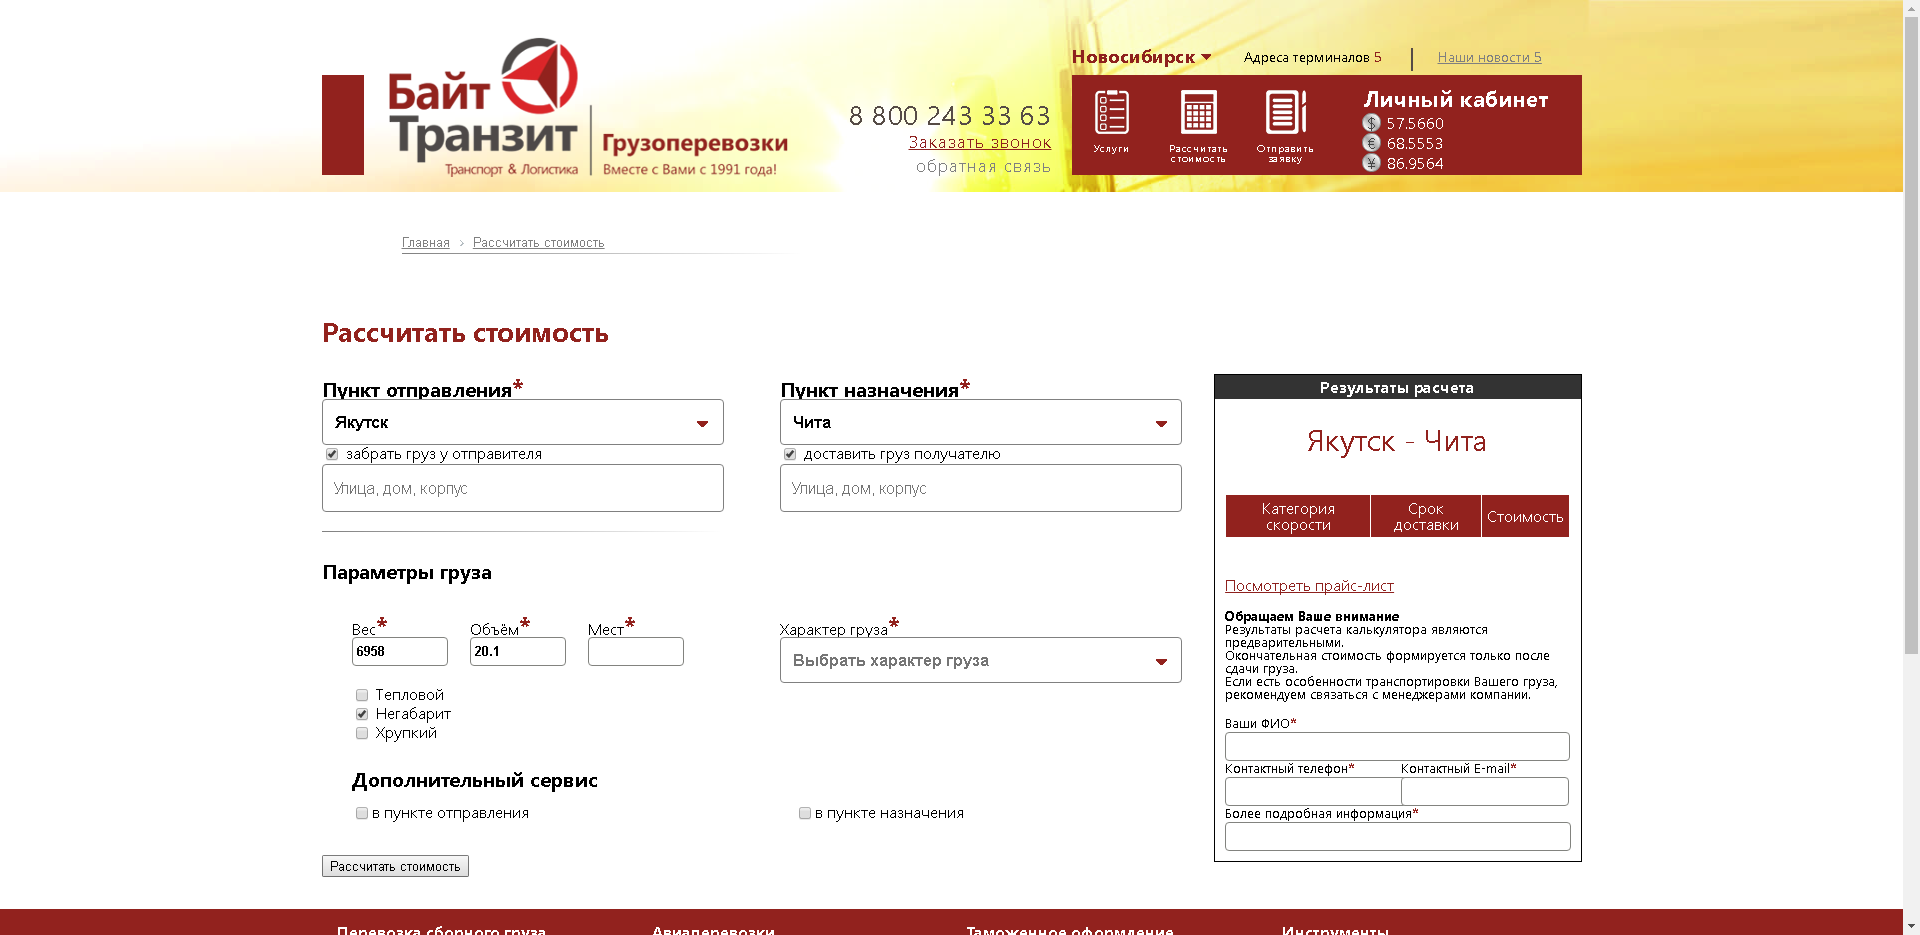 Байт
Транзит
Транспорт & Логистика
Грузоперевозки
Вместе с Вами с 1991 года!
8 800 243 33 63
Заказать звонок
обратная связь
Новосибирск
Адреса терминалов 5
Наши новости 5
Услуги
Рассчитать
стоимость
Отправить
заявку
Личный кабинет
$ 57.5660
€ 68.5553
¥ 86.9564
Главная > Рассчитать стоимость
Рассчитать стоимость
Пункт отправления*
Якутск
забрать груз у отправителя
Улица, дом, корпус
Пункт назначения*
Чита
доставить груз получателю
Улица, дом, корпус
Параметры груза
Вес* Объём* Мест* Характер груза*
6958 20.1 Выбрать характер груза
Тепловой
Негабарит
Хрупкий
Дополнительный сервис
в пункте отправления в пункте назначения
Рассчитать стоимость
Результаты расчета
Якутск - Чита
Категория
скорости
Срок
доставки
Стоимость
Посмотреть прайс-лист
Обращаем Ваше внимание
Результаты расчета калькулятора являются
предварительными.
Окончательная стоимость формируется только после
сдачи груза.
Если есть особенности транспортировки Вашего груза,
рекомендуем связаться с менеджерами компании.
Ваши ФИО*
Контактный телефон* Контактный E-mail*
Более подробная информация*
Перевозка сборного груза Авиаперевозки Таможенное оформление Инструменты